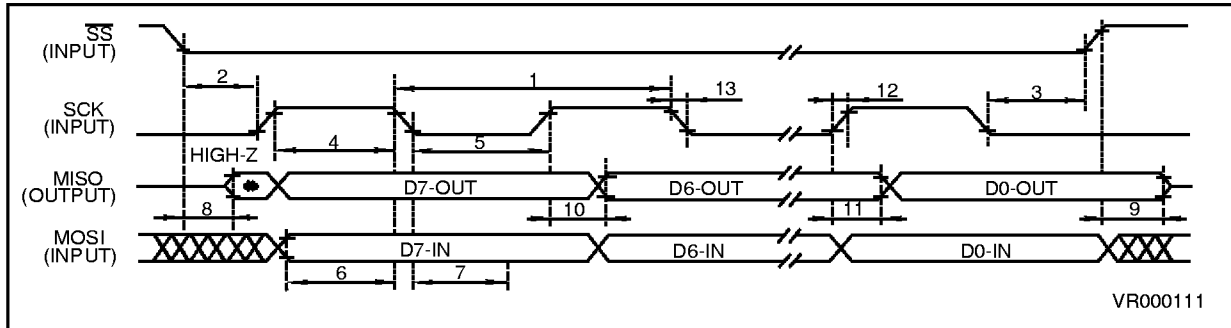 SS
(INPUT)
2
1
13
12
3
SCK
(INPUT)
4
5
HIGH-Z
MISO
(OUTPUT)
D7-OUT
D6-OUT
D0-OUT
8
10
11
9
MOSI
(INPUT)
D7-IN
D6-IN
D0-IN
6
7
VR000111